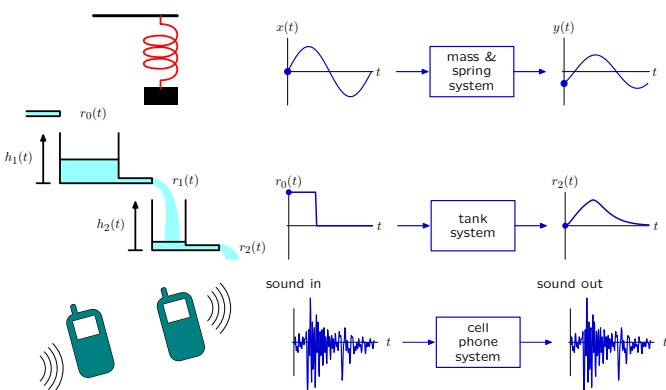 x(t)
t
mass &
spring
system
y(t)
t
r₀(t)
h₁(t)
r₁(t)
h₂(t)
r₂(t)
r₀(t)
t
tank
system
r₂(t)
t
sound in
t
cell
phone
system
sound out
t